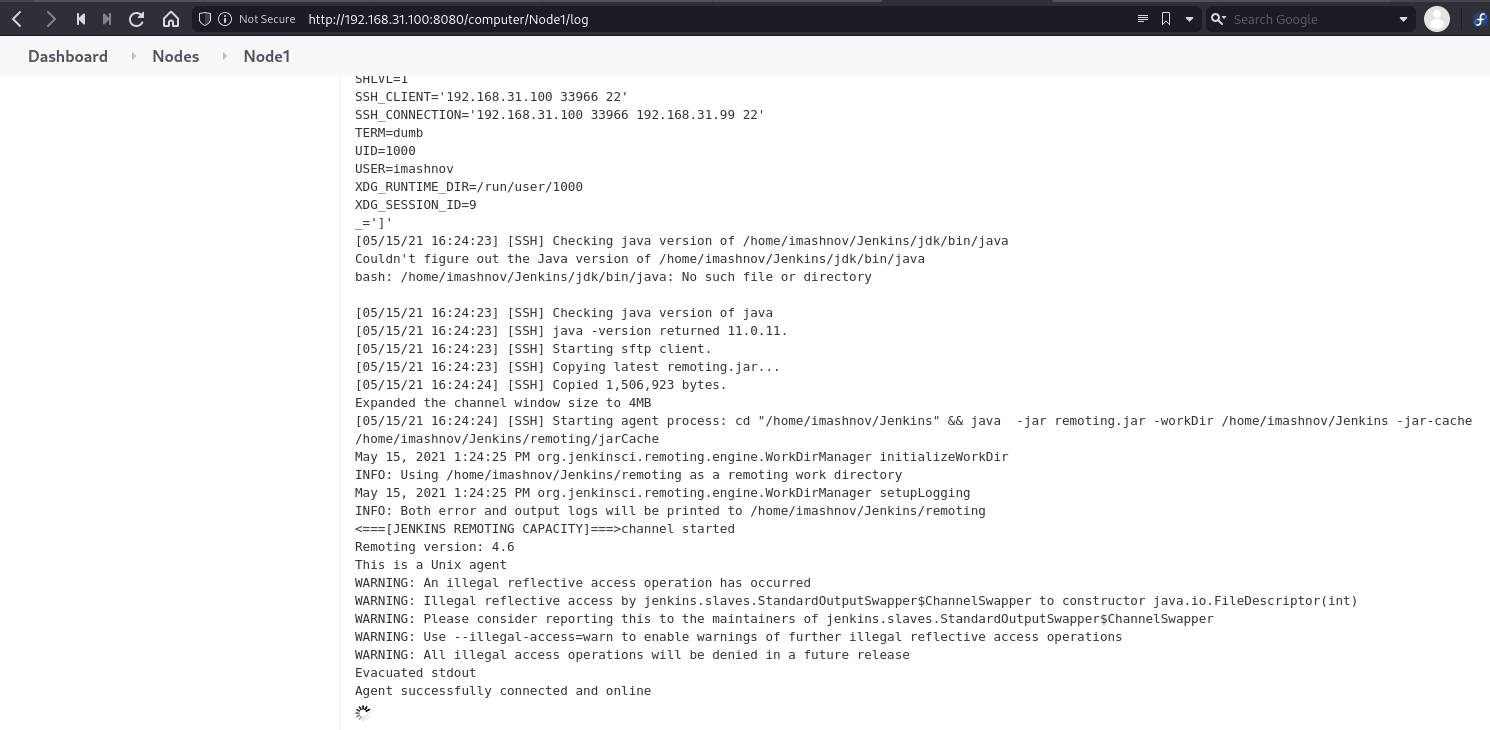 Not Secure http://192.168.31.100:8080/computer/Node1/log Search Google
Dashboard Nodes Node1
SHLVL=1
SSH_CLIENT='192.168.31.100 33966 22'
SSH_CONNECTION='192.168.31.100 33966 192.168.31.99 22'
TERM=dumb
UID=1000
USER=imashnov
XDG_RUNTIME_DIR=/run/user/1000
XDG_SESSION_ID=9
_=']'
[05/15/21 16:24:23] [SSH] Checking java version of /home/imashnov/Jenkins/jdk/bin/java
Couldn't figure out the Java version of /home/imashnov/Jenkins/jdk/bin/java
bash: /home/imashnov/Jenkins/jdk/bin/java: No such file or directory
[05/15/21 16:24:23] [SSH] Checking java version of java
[05/15/21 16:24:23] [SSH] java -version returned 11.0.11.
[05/15/21 16:24:23] [SSH] Starting sftp client.
[05/15/21 16:24:23] [SSH] Copying latest remoting.jar...
[05/15/21 16:24:24] [SSH] Copied 1,506,923 bytes.
Expanded the channel window size to 4MB
[05/15/21 16:24:24] [SSH] Starting agent process: cd "/home/imashnov/Jenkins" && java  -jar remoting.jar -workDir /home/imashnov/Jenkins -jar-cache
/home/imashnov/Jenkins/remoting/jarCache
May 15, 2021 1:24:25 PM org.jenkinsci.remoting.engine.WorkDirManager initializeWorkDir
INFO: Using /home/imashnov/Jenkins/remoting as a remoting work directory
May 15, 2021 1:24:25 PM org.jenkinsci.remoting.engine.WorkDirManager setupLogging
INFO: Both error and output logs will be printed to /home/imashnov/Jenkins/remoting
<===[JENKINS REMOTING CAPACITY]===>channel started
Remoting version: 4.6
This is a Unix agent
WARNING: An illegal reflective access operation has occurred
WARNING: Illegal reflective access by jenkins.slaves.StandardOutputSwapper$ChannelSwapper to constructor java.io.FileDescriptor(int)
WARNING: Please consider reporting this to the maintainers of jenkins.slaves.StandardOutputSwapper$ChannelSwapper
WARNING: Use --illegal-access=warn to enable warnings of further illegal reflective access operations
WARNING: All illegal access operations will be denied in a future release
Evacuated stdout
Agent successfully connected and online